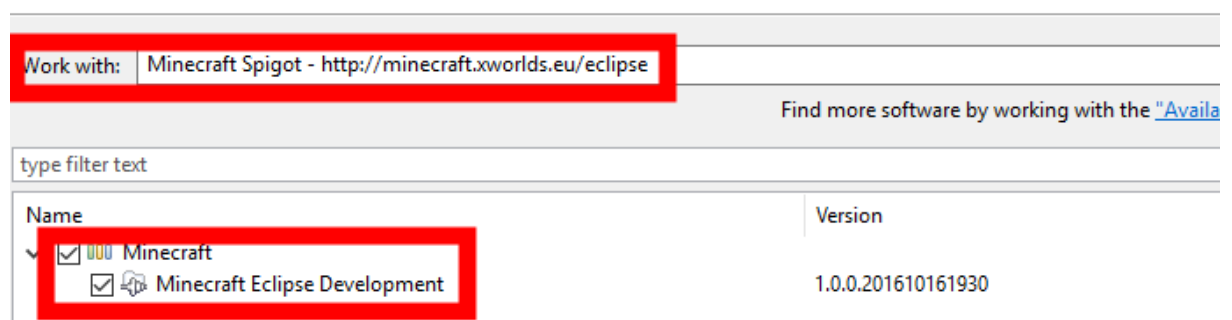 Work with: Minecraft Spigot - http://minecraft.xworlds.eu/eclipse
Find more software by working with the "Availa
type filter text
Name Version
Minecraft
Minecraft Eclipse Development 1.0.0.201610161930